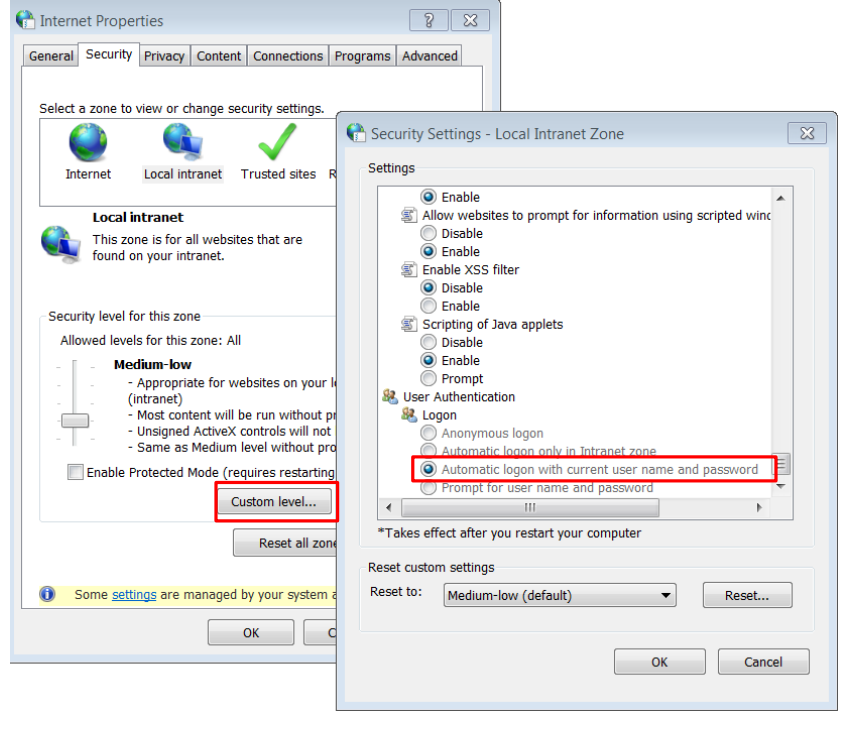 Internet Properties
General Security Privacy Content Connections Programs Advanced
Select a zone to view or change security settings.
Internet Local intranet Trusted sites R
Local intranet
This zone is for all websites that are
found on your intranet.
Security level for this zone
Allowed levels for this zone: All
Medium-low
- Appropriate for websites on your l
(intranet)
- Most content will be run without pr
- Unsigned ActiveX controls will not
- Same as Medium level without pro
Enable Protected Mode (requires restarting
Custom level...
Reset all zone
Some settings are managed by your system a
OK C
Security Settings - Local Intranet Zone
Settings
Enable
Allow websites to prompt for information using scripted winc
Disable
Enable
Enable XSS filter
Disable
Enable
Scripting of Java applets
Disable
Enable
Prompt
User Authentication
Logon
Anonymous logon
Automatic logon only in Intranet zone
Automatic logon with current user name and password
Prompt for user name and password
*Takes effect after you restart your computer
Reset custom settings
Reset to: Medium-low (default) Reset...
OK Cancel